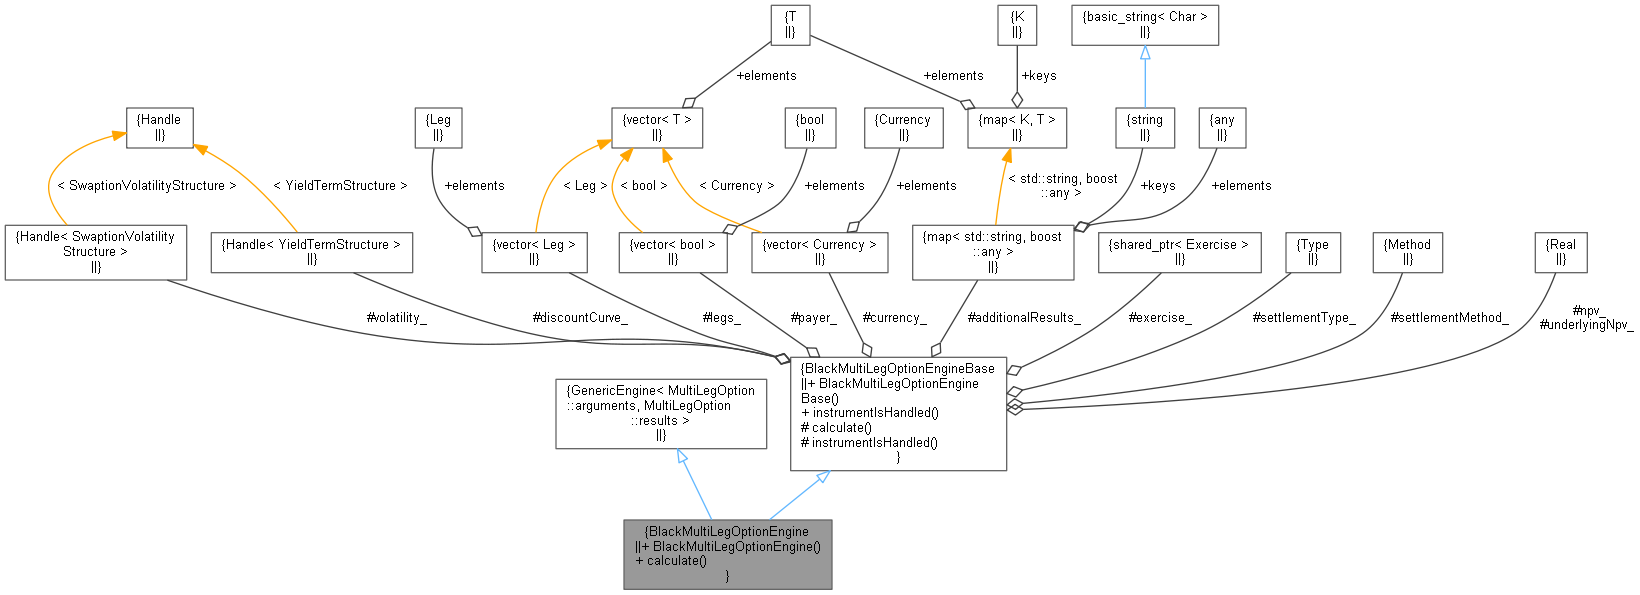 {T
||}
{K
||}
{basic_string< Char >
||}
+elements
+elements
+keys
{Handle
||}
{Leg
||}
{vector< T >
||}
{bool
||}
{Currency
||}
{map< K, T >
||}
{string
||}
{any
||}
< SwaptionVolatilityStructure >
< YieldTermStructure >
+elements
< Leg >
< bool >
< Currency >
+elements
+elements
< std::string, boost
::any >
+keys
+elements
{Handle< SwaptionVolatility
Structure >
||}
{Handle< YieldTermStructure >
||}
{vector< Leg >
||}
{vector< bool >
||}
{vector< Currency >
||}
{map< std::string, boost
::any >
||}
{shared_ptr< Exercise >
||}
{Type
||}
{Method
||}
{Real
||}
#volatility_
#discountCurve_
#legs_
#payer_
#currency_
#additionalResults_
#exercise_
#settlementType_
#settlementMethod_
#npv_
#underlyingNpv_
{GenericEngine< MultiLegOption
::arguments, MultiLegOption
::results >
||}
{BlackMultiLegOptionEngineBase
||+ BlackMultiLegOptionEngine
Base()
+ instrumentIsHandled()
# calculate()
# instrumentIsHandled()
}
{BlackMultiLegOptionEngine
||+ BlackMultiLegOptionEngine()
+ calculate()
}